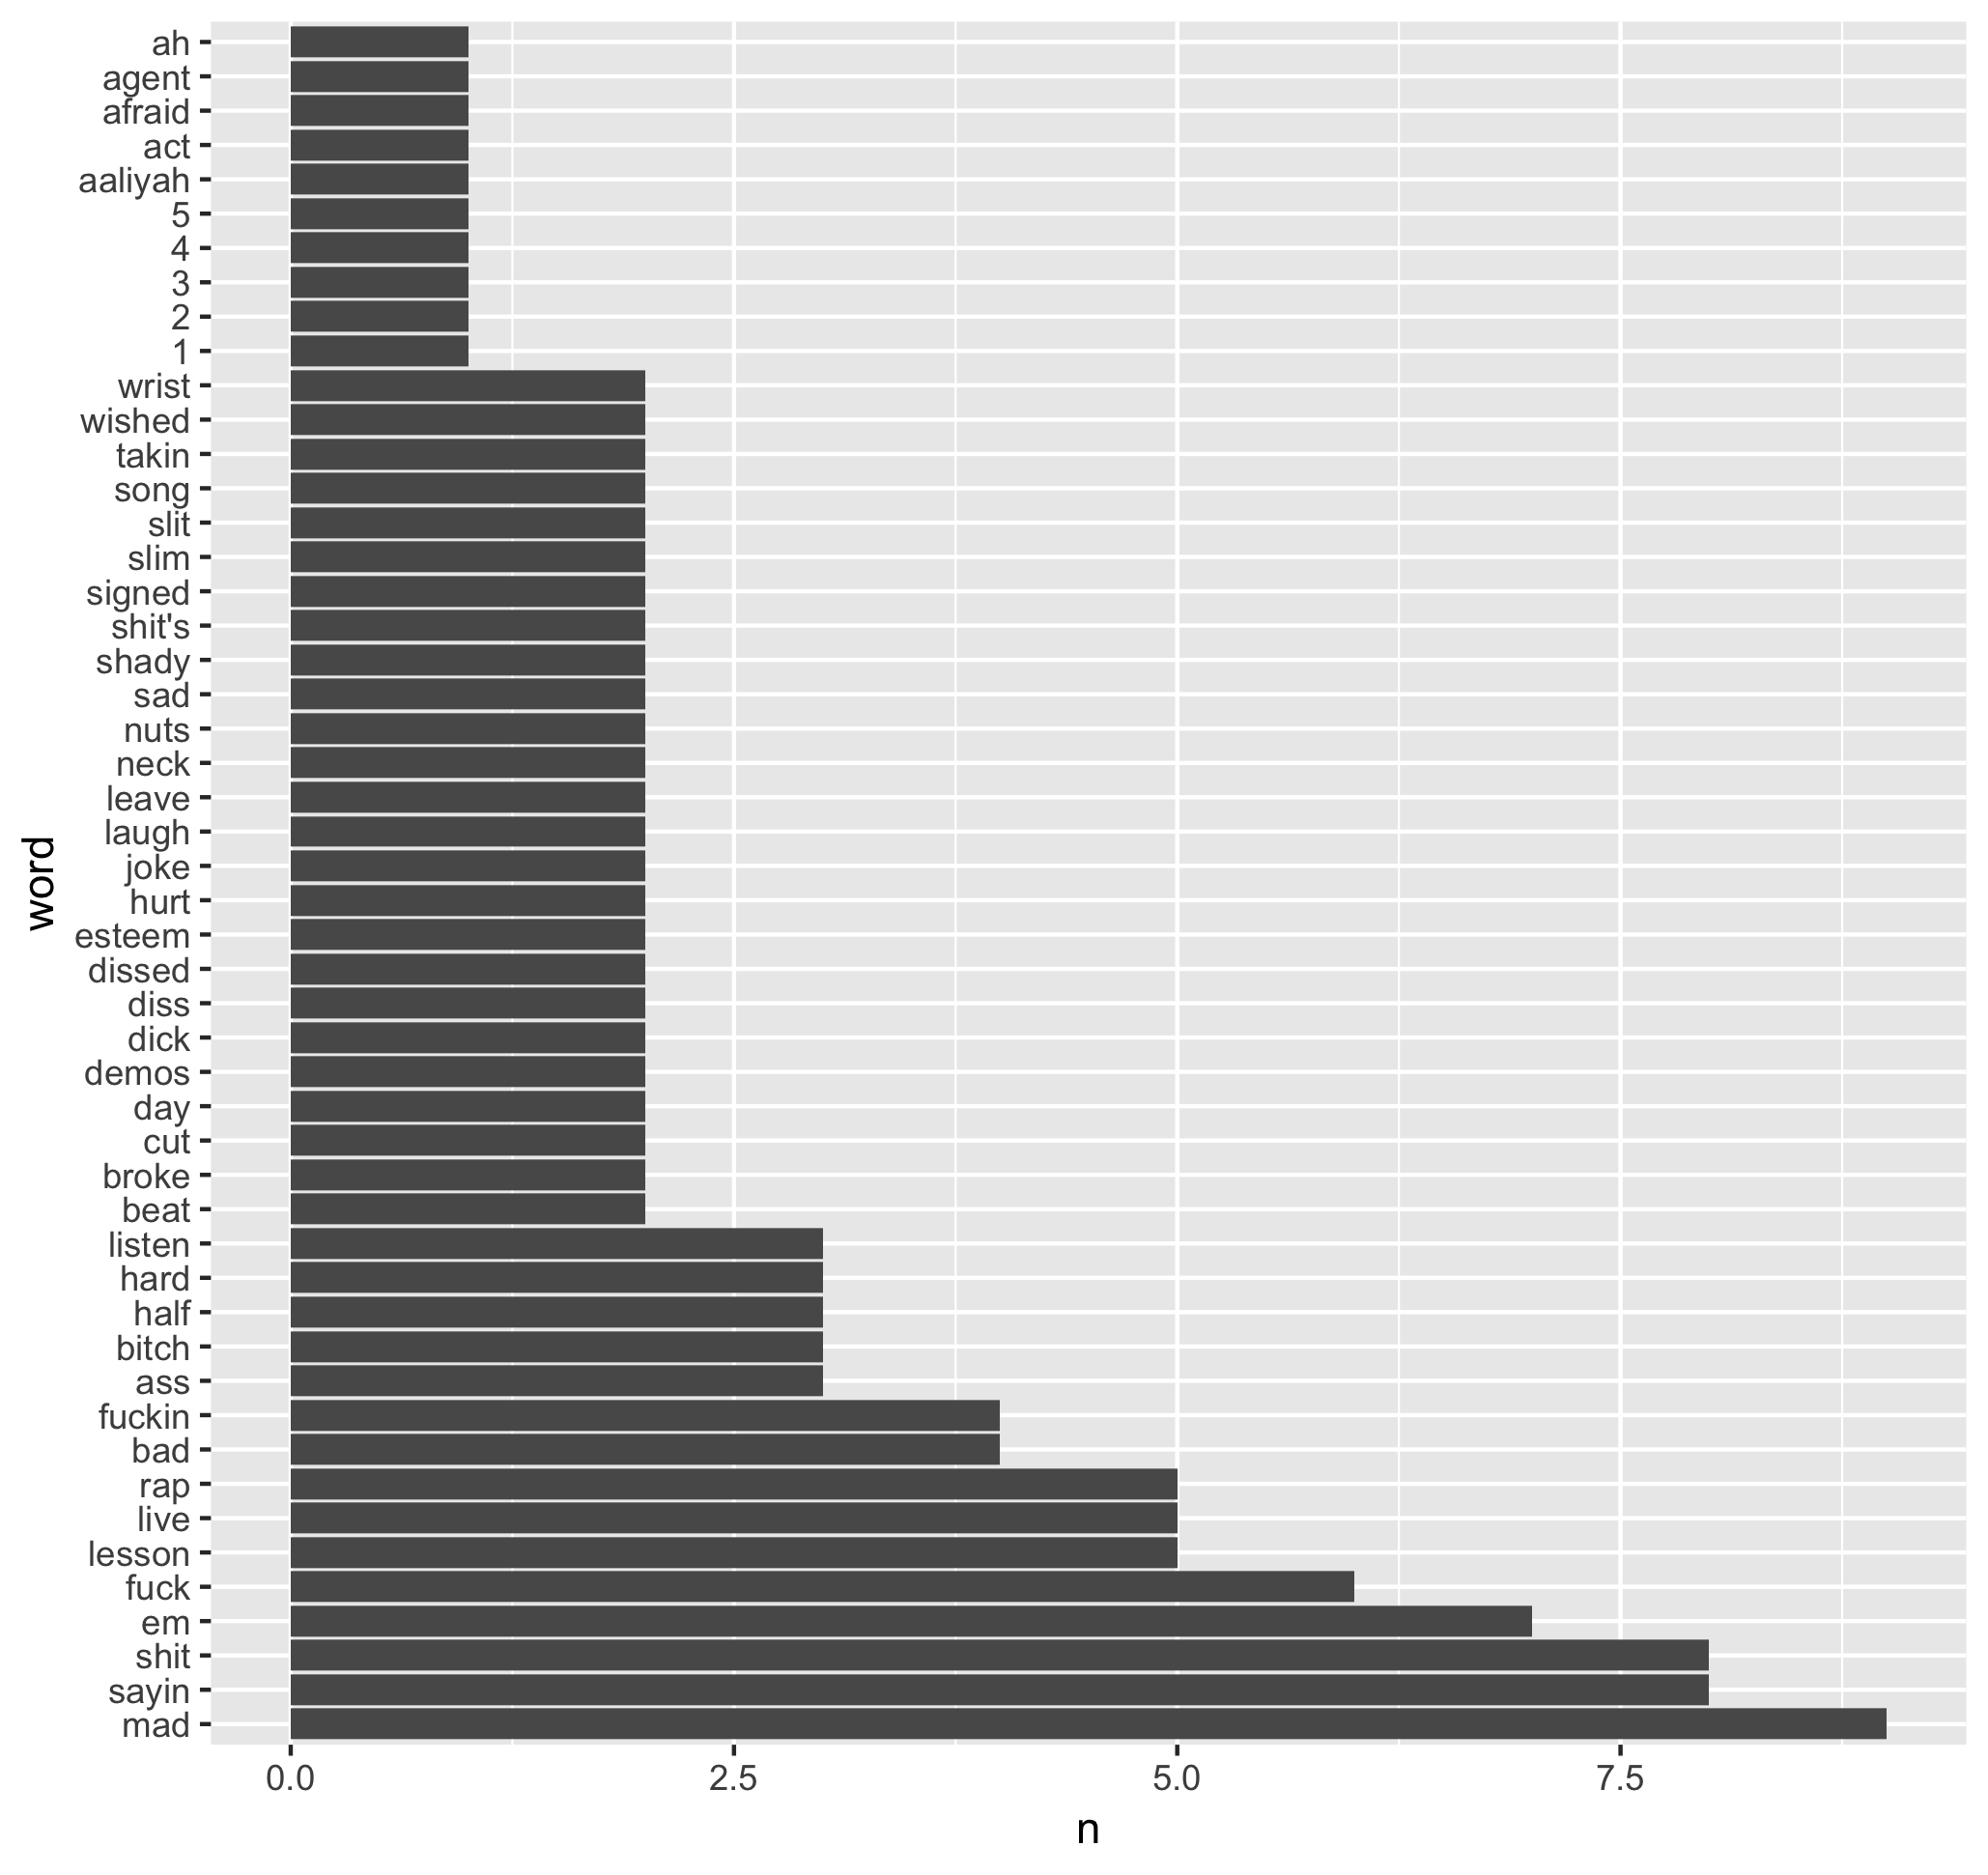 ah
agent
afraid
act
aaliyah
5
4
3
2
1
wrist
wished
takin
song
slit
slim
signed
shit's
shady
sad
nuts
neck
leave
laugh
joke
hurt
esteem
dissed
diss
dick
demos
day
cut
broke
beat
listen
hard
half
bitch
ass
fuckin
bad
rap
live
lesson
fuck
em
shit
sayin
mad
word
0.0 2.5 5.0 7.5
n